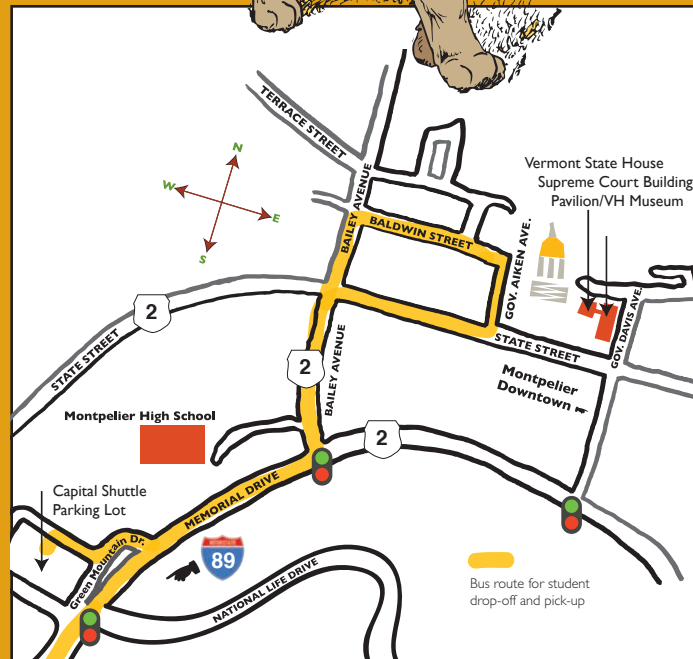 TERRACE STREET
N
W
E
S
BAILEY AVENUE
BALDWIN STREET
GOV. AIKEN AVE.
Vermont State House
Supreme Court Building
Pavilion/VH Museum
GOV. DAVIS AVE.
2
STATE STREET
2
BAILEY AVENUE
STATE STREET
Montpelier
Downtown
Montpelier High School
2
MEMORIAL DRIVE
Capital Shuttle
Parking Lot
Green Mountain Dr.
INTERSTATE
89
NATIONAL LIFE DRIVE
Bus route for student
drop-off and pick-up